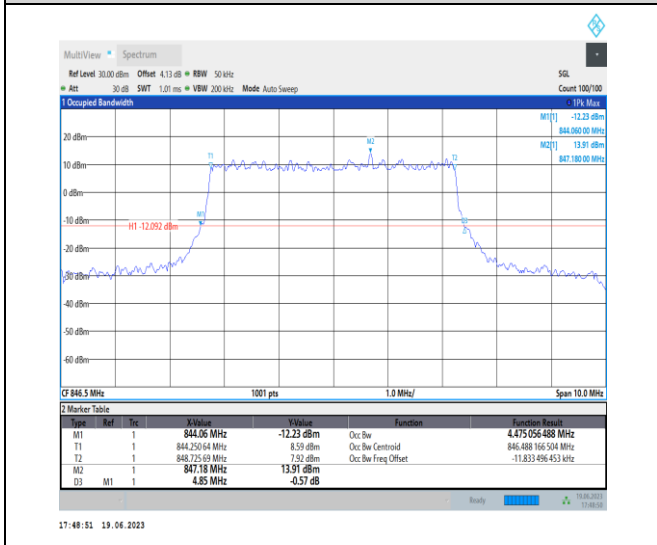 MultiView Spectrum
Ref Level 30.00 dBm Offset 4.13 dB RBW 50 kHz SGL
Att 30 dB SWT 1.01 ms VBW 200 kHz Mode Auto Sweep Count 100/100
1 Occupied Bandwidth 1Pk Max
M1[1] -12.23 dBm
844.060 00 MHz
M2[1] 13.91 dBm
847.180 00 MHz
20 dBm
M2
T1 T2
10 dBm
0 dBm
-10 dBm
M1
H1 -12.092 dBm
-20 dBm
-30 dBm
-40 dBm
-50 dBm
-60 dBm
CF 846.5 MHz 1001 pts 1.0 MHz/ Span 10.0 MHz
2 Marker Table
Type Ref Trc X-Value Y-Value Function Function Result
M1 1 844.06 MHz -12.23 dBm Occ Bw 4.475 056 488 MHz
T1 1 844.250 64 MHz 8.59 dBm Occ Bw Centroid 846.488 166 504 MHz
T2 1 848.725 69 MHz 7.92 dBm Occ Bw Freq Offset -11.833 496 453 kHz
M2 1 847.18 MHz 13.91 dBm
D3 M1 1 4.85 MHz -0.57 dB
Ready 19.06.2023
17:48:50
17:48:51 19.06.2023